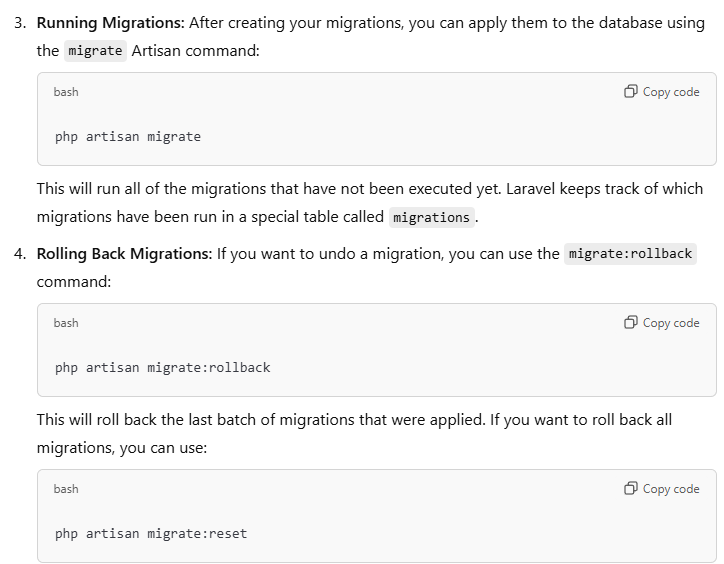 3. Running Migrations: After creating your migrations, you can apply them to the database using
the migrate Artisan command:
bash
Copy code
php artisan migrate
This will run all of the migrations that have not been executed yet. Laravel keeps track of which
migrations have been run in a special table called migrations.
4. Rolling Back Migrations: If you want to undo a migration, you can use the migrate:rollback
command:
bash
Copy code
php artisan migrate:rollback
This will roll back the last batch of migrations that were applied. If you want to roll back all
migrations, you can use:
bash
Copy code
php artisan migrate:reset